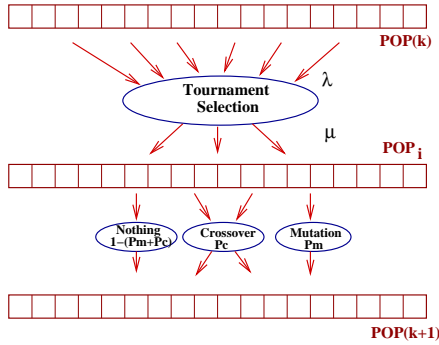 POP(k)
Tournament
Selection
λ
μ
POP i
Nothing
1−(Pm+Pc)
Crossover
Pc
Mutation
Pm
POP(k+1)